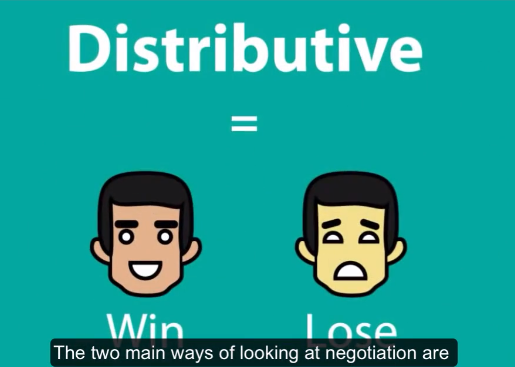 Distributive
=
Win Lose
The two main ways of looking at negotiation are